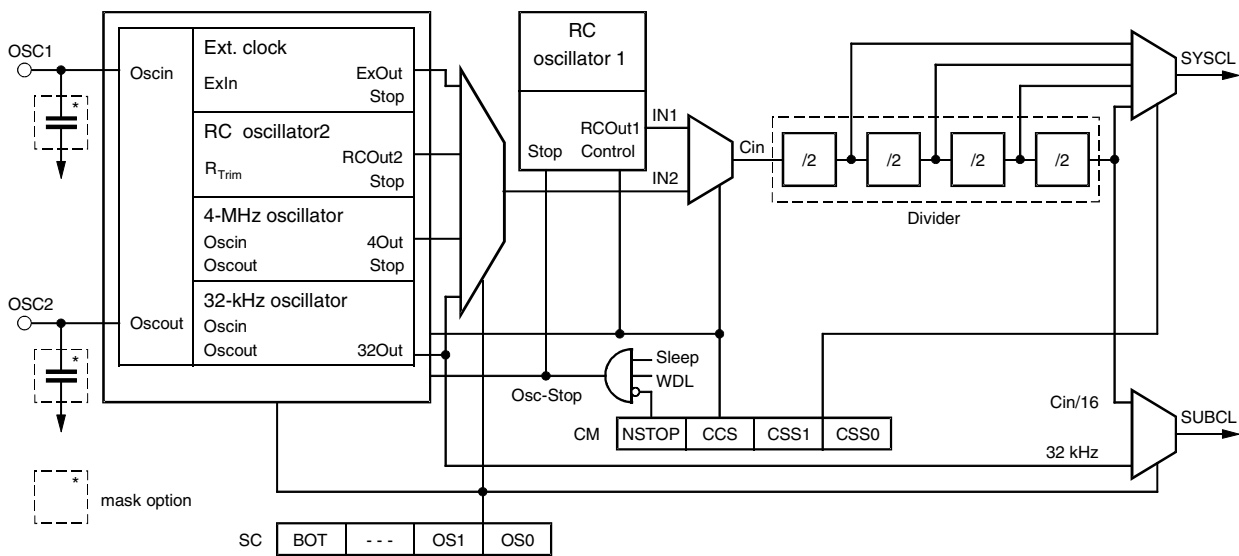 OSC1
Oscin
*
OSC2
Oscout
*
*
mask option
Ext. clock
ExIn
ExOut
Stop
RC oscillator2
RTrim
RCOut2
Stop
4-MHz oscillator
Oscin
4Out
Oscout
Stop
32-kHz oscillator
Oscin
Oscout
32Out
RC
oscillator 1
RCOut1
Stop
Control
IN1
IN2
Cin
/2
/2
/2
/2
Divider
SYSCL
Sleep
WDL
Osc-Stop
CM
NSTOP
CCS
CSS1
CSS0
Cin/16
32 kHz
SUBCL
SC
BOT
- - -
OS1
OS0